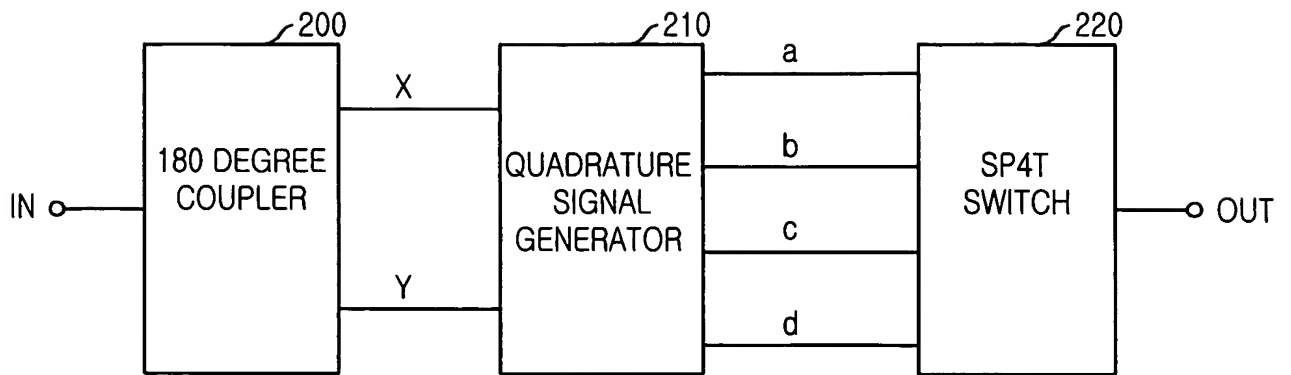 200
210
220
IN
180 DEGREE
COUPLER
X
Y
QUADRATURE
SIGNAL
GENERATOR
a
b
c
d
SP4T
SWITCH
OUT